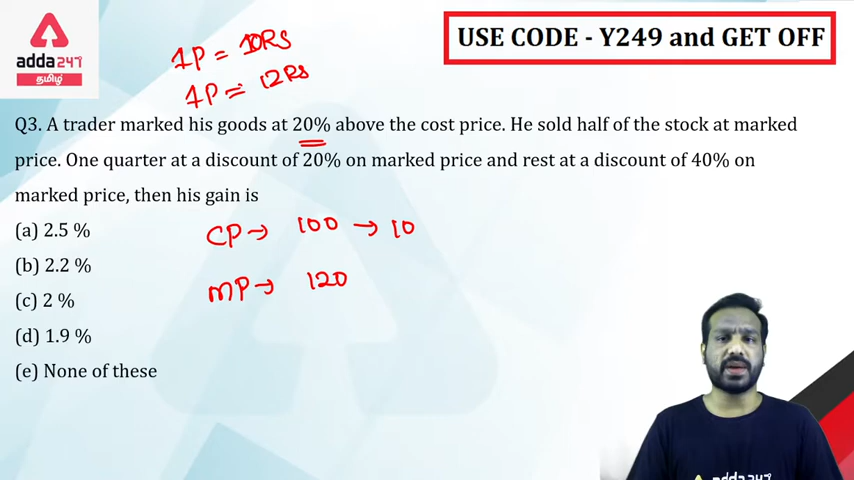 adda247
தமிழ்
USE CODE - Y249 and GET OFF
1P = 10RS
1P = 12RS
Q3. A trader marked his goods at 20% above the cost price. He sold half of the stock at marked
price. One quarter at a discount of 20% on marked price and rest at a discount of 40% on
marked price, then his gain is
(a) 2.5 %
(b) 2.2 %
(c) 2 %
(d) 1.9 %
(e) None of these
CP → 100 → 10
MP → 120
adda247